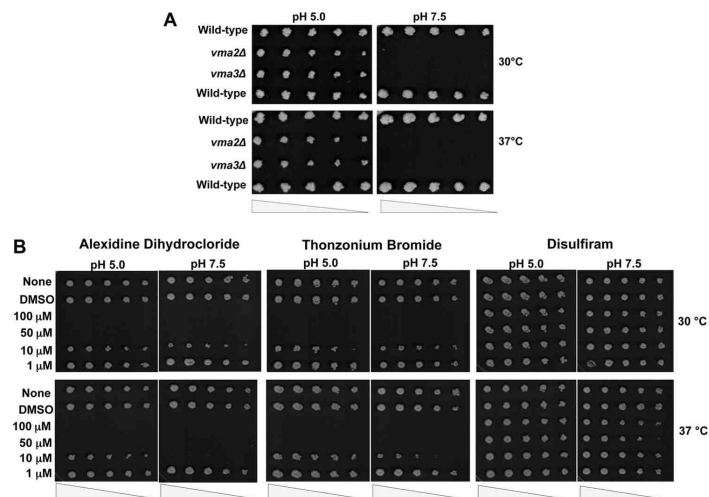 A
pH 5.0
pH 7.5
Wild-type
vma2Δ
vma3Δ
Wild-type
30°C
Wild-type
vma2Δ
vma3Δ
Wild-type
37°C
B
Alexidine Dihydrocloride
Thonzonium Bromide
Disulfiram
pH 5.0
pH 7.5
pH 5.0
pH 7.5
pH 5.0
pH 7.5
None
DMSO
100 µM
50 µM
10 µM
1 µM
30 °C
None
DMSO
100 µM
50 µM
10 µM
1 µM
37 °C